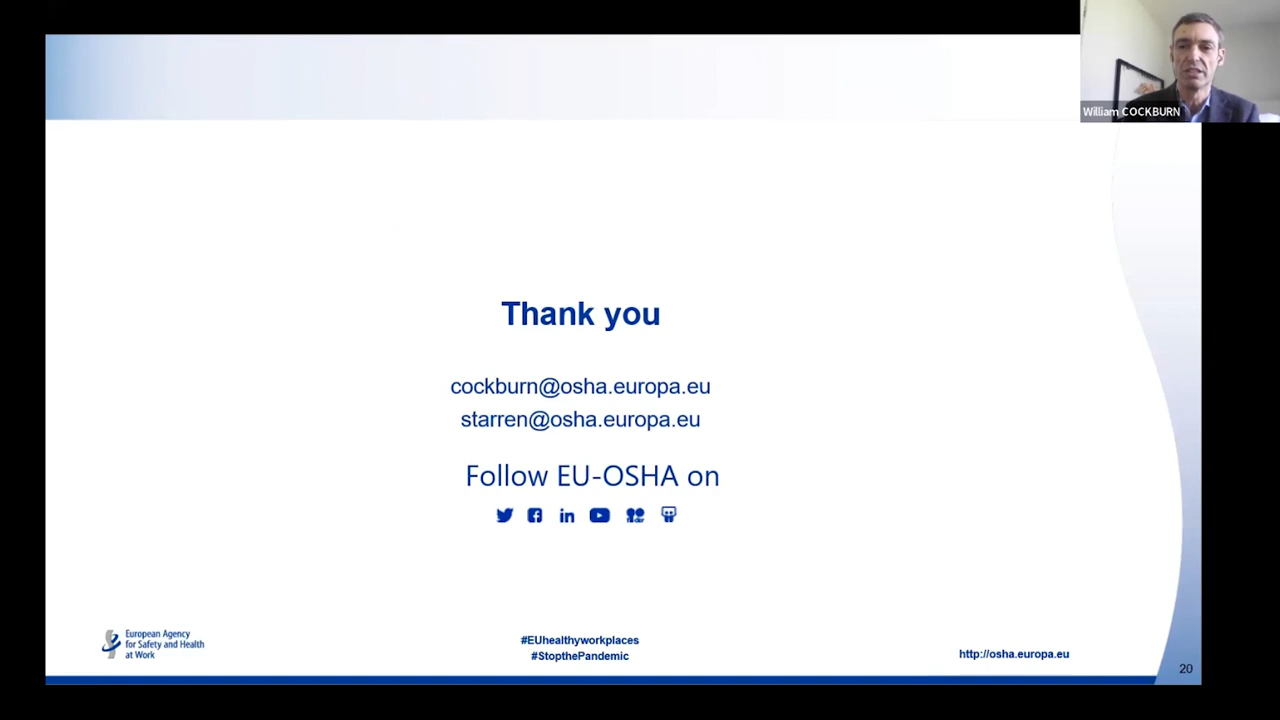 William COCKBURN
Thank you
cockburn@osha.europa.eu
starren@osha.europa.eu
Follow EU-OSHA on
in
European Agency
for Safety and Health
at Work
#EUhealthyworkplaces
#StopthePandemic
http://osha.europa.eu
20